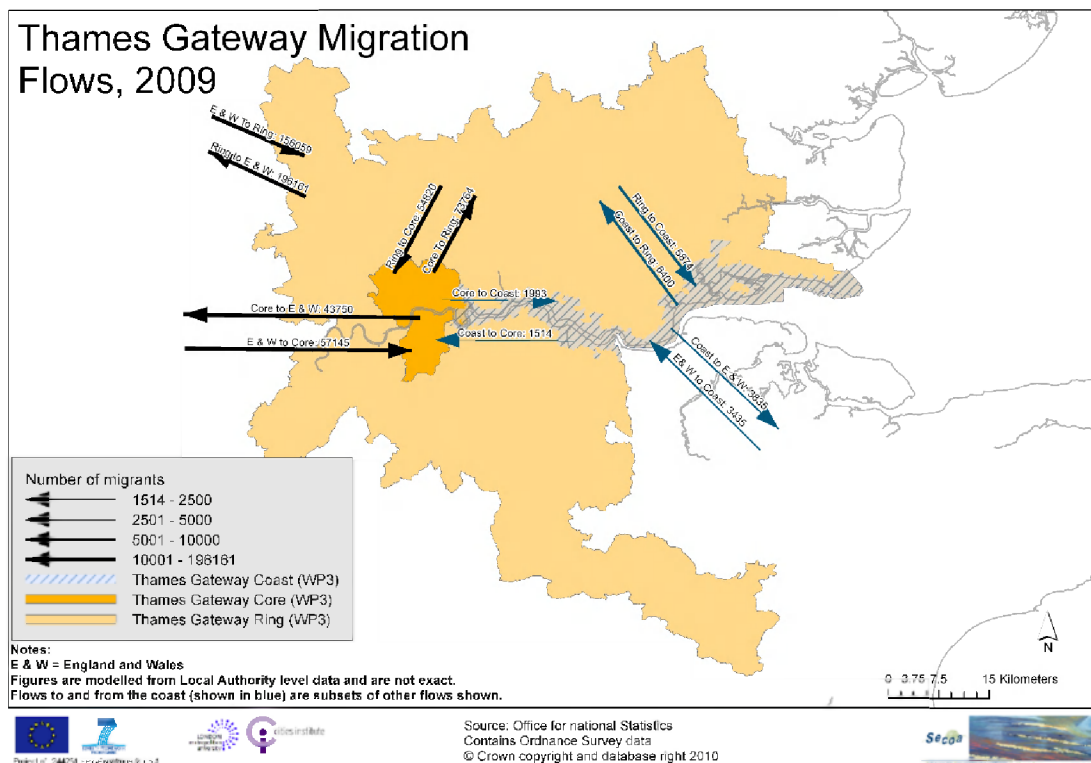 Thames Gateway Migration
Flows, 2009
E & W To Ring: 156059
Ring to E & W: 196161
Ring to Core: 54820
Core To Ring: 73764
Ring to Coast: 5874
Coast to Ring: 8400
Core to Coast: 1993
Core to E & W: 43750
Coast to Core: 1514
E & W to Core: 57145
Coast to E & W: 3835
E & W to Coast: 3435
Number of migrants
1514 - 2500
2501 - 5000
5001 - 10000
10001 - 196161
Thames Gateway Coast (WP3)
Thames Gateway Core (WP3)
Thames Gateway Ring (WP3)
N
0 3.75 7.5 15 Kilometers
Notes:
E & W = England and Wales
Figures are modelled from Local Authority level data and are not exact.
Flows to and from the coast (shown in blue) are subsets of other flows shown.
cities institute
Source: Office for national Statistics
Contains Ordnance Survey data
© Crown copyright and database right 2010
Secoa